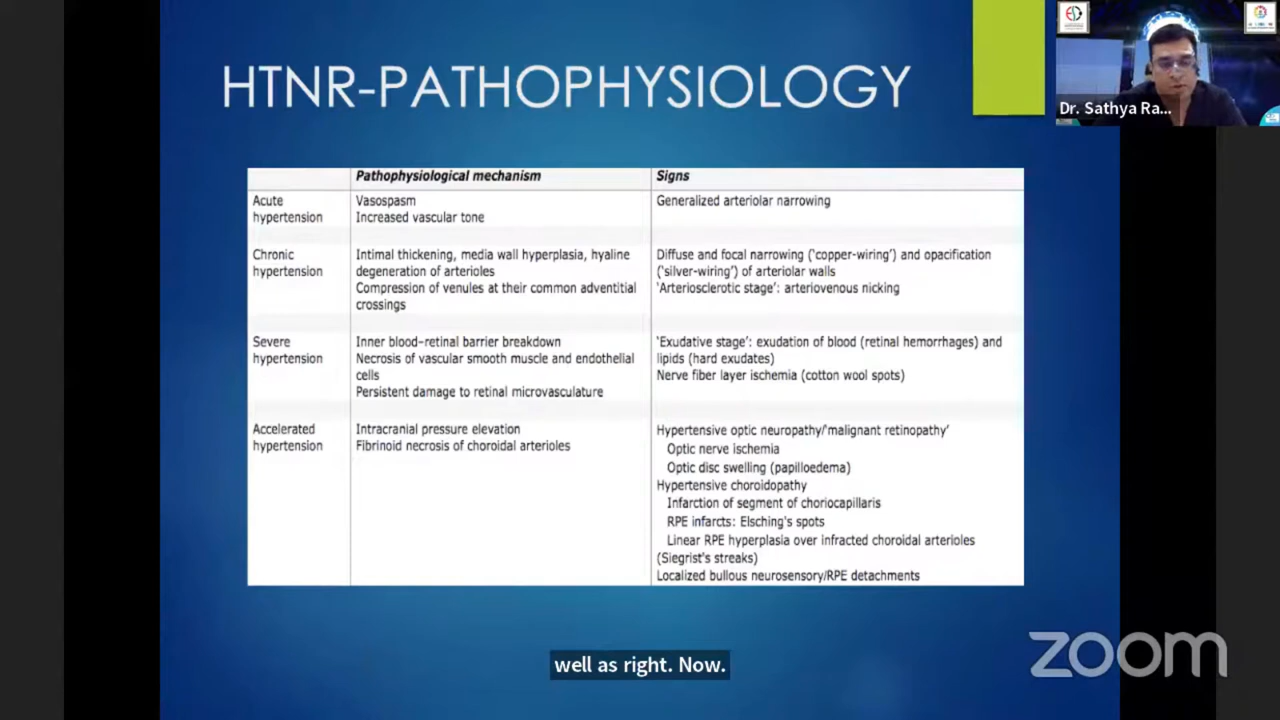 HTNR-PATHOPHYSIOLOGY
Dr. Sathya Ra...
Pathophysiological mechanism
Signs
Acute
hypertension
Vasospasm
Increased vascular tone
Generalized arteriolar narrowing
Chronic
hypertension
Intimal thickening, media wall hyperplasia, hyaline
degeneration of arterioles
Compression of venules at their common adventitial
crossings
Diffuse and focal narrowing (‘copper-wiring’) and opacification
(‘silver-wiring’) of arteriolar walls
‘Arteriosclerotic stage’: arteriovenous nicking
Severe
hypertension
Inner blood–retinal barrier breakdown
Necrosis of vascular smooth muscle and endothelial
cells
Persistent damage to retinal microvasculature
‘Exudative stage’: exudation of blood (retinal hemorrhages) and
lipids (hard exudates)
Nerve fiber layer ischemia (cotton wool spots)
Accelerated
hypertension
Intracranial pressure elevation
Fibrinoid necrosis of choroidal arterioles
Hypertensive optic neuropathy/‘malignant retinopathy’
Optic nerve ischemia
Optic disc swelling (papilloedema)
Hypertensive choroidopathy
Infarction of segment of choriocapillaris
RPE infarcts: Elsching's spots
Linear RPE hyperplasia over infracted choroidal arterioles
(Siegrist's streaks)
Localized bullous neurosensory/RPE detachments
well as right. Now.
zoom